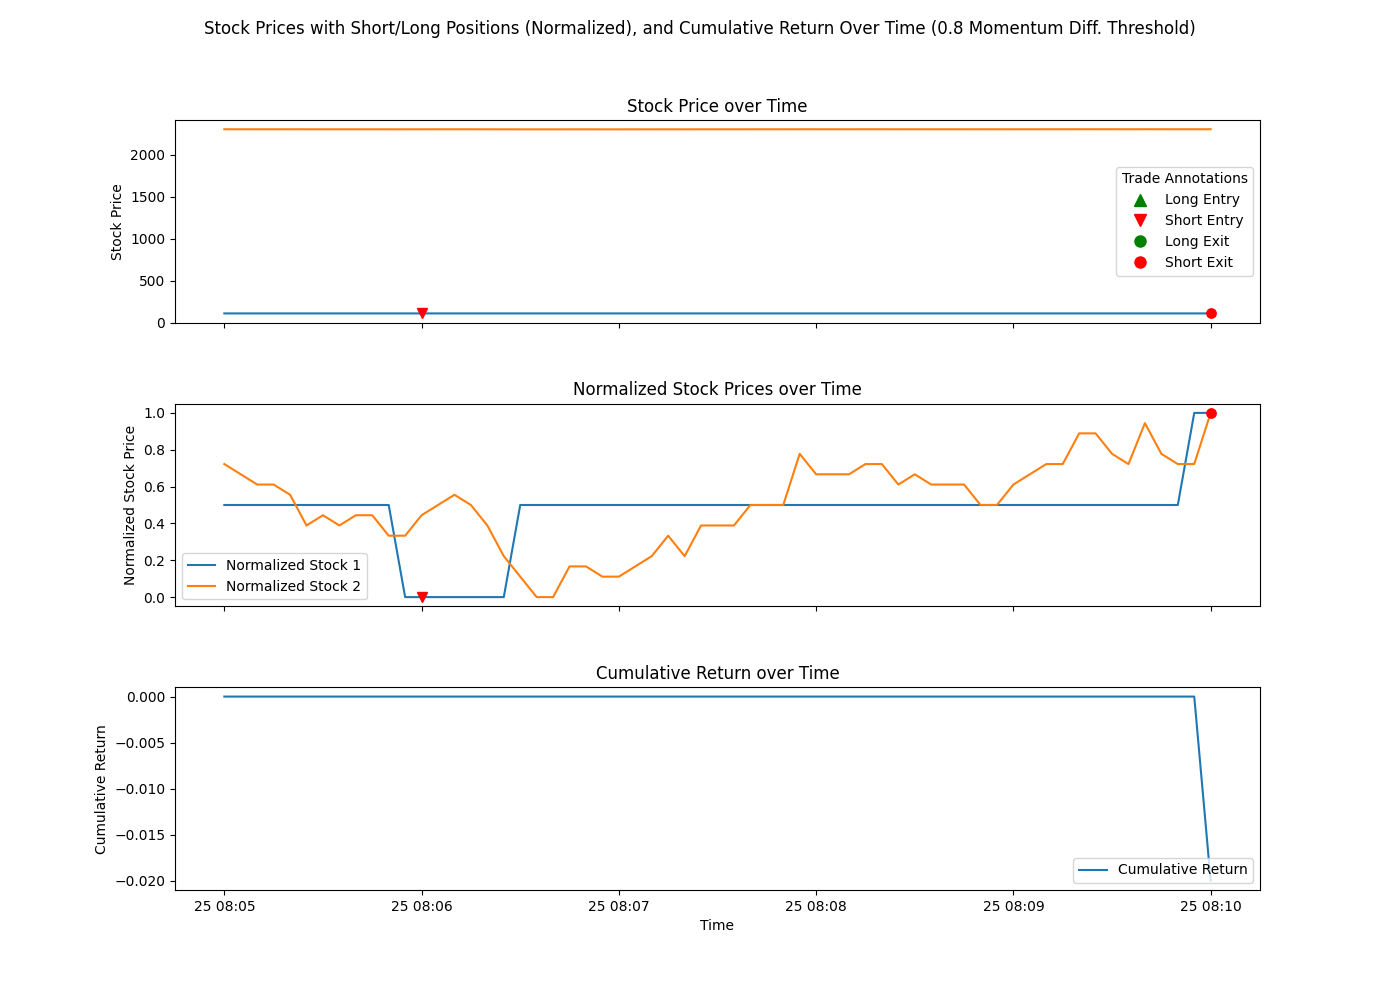 Stock Prices with Short/Long Positions (Normalized), and Cumulative Return Over Time (0.8 Momentum Diff. Threshold)
Stock Price over Time
Stock Price
2000
1500
1000
500
0
Trade Annotations
Long Entry
Short Entry
Long Exit
Short Exit
Normalized Stock Prices over Time
Normalized Stock Price
1.0
0.8
0.6
0.4
0.2
0.0
Normalized Stock 1
Normalized Stock 2
Cumulative Return over Time
Cumulative Return
0.000
−0.005
−0.010
−0.015
−0.020
Cumulative Return
25 08:05
25 08:06
25 08:07
25 08:08
25 08:09
25 08:10
Time